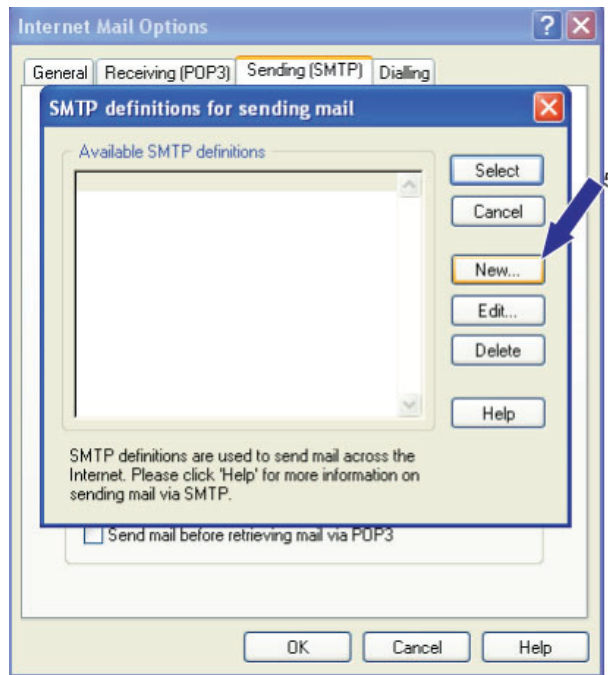 Internet Mail Options
General Receiving (POP3) Sending (SMTP) Dialling
SMTP definitions for sending mail
Available SMTP definitions
Select
Cancel
New...
Edit...
Delete
Help
SMTP definitions are used to send mail across the
Internet. Please click 'Help' for more information on
sending mail via SMTP.
Send mail before retrieving mail via POP3
OK Cancel Help